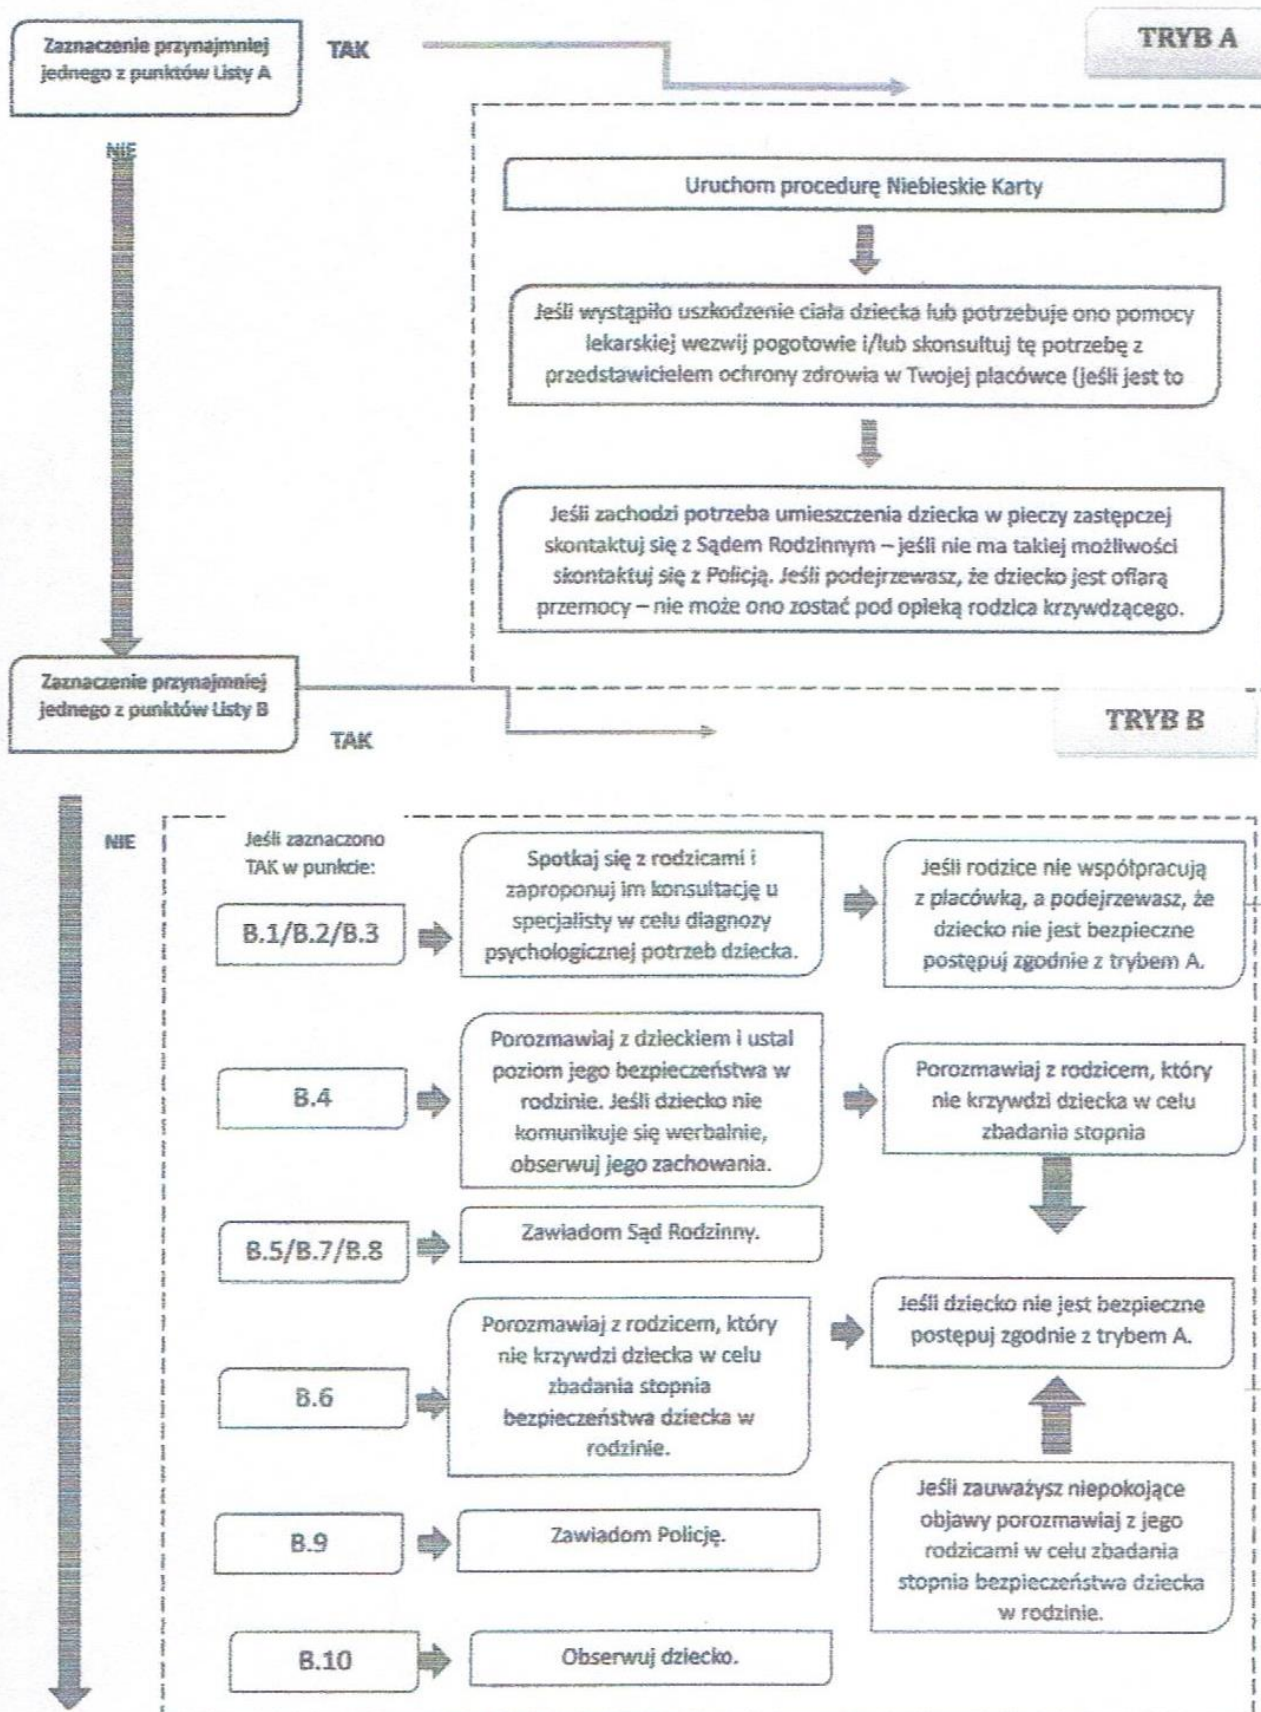 Zaznaczenie przynajmniej
jednego z punktów Listy A
TAK
TRYB A
NIE
Uruchom procedurę Niebieskie Karty
Jeśli wystąpiło uszkodzenie ciała dziecka lub potrzebuje ono pomocy
lekarskiej wezwij pogotowie i/lub skonsultuj tę potrzebę z
przedstawicielem ochrony zdrowia w Twojej placówce (jeśli jest to
Jeśli zachodzi potrzeba umieszczenia dziecka w pieczy zastępczej
skontaktuj się z Sądem Rodzinnym – jeśli nie ma takiej możliwości
skontaktuj się z Policją. Jeśli podejrzewasz, że dziecko jest ofiarą
przemocy – nie może ono zostać pod opieką rodzica krzywdzącego.
Zaznaczenie przynajmniej
jednego z punktów Listy B
TAK
TRYB B
NIE
Jeśli zaznaczono
TAK w punkcie:
B.1/B.2/B.3
Spotkaj się z rodzicami i
zaproponuj im konsultację u
specjalisty w celu diagnozy
psychologicznej potrzeb dziecka.
Jeśli rodzice nie współpracują
z placówką, a podejrzewasz, że
dziecko nie jest bezpieczne
postępuj zgodnie z trybem A.
B.4
Porozmawiaj z dzieckiem i ustal
poziom jego bezpieczeństwa w
rodzinie. Jeśli dziecko nie
komunikuje się werbalnie,
obserwuj jego zachowania.
Porozmawiaj z rodzicem, który
nie krzywdzi dziecka w celu
zbadania stopnia
B.5/B.7/B.8
Zawiadom Sąd Rodzinny.
B.6
Porozmawiaj z rodzicem, który
nie krzywdzi dziecka w celu
zbadania stopnia
bezpieczeństwa dziecka w
rodzinie.
Jeśli dziecko nie jest bezpieczne
postępuj zgodnie z trybem A.
B.9
Zawiadom Policję.
Jeśli zauważysz niepokojące
objawy porozmawiaj z jego
rodzicami w celu zbadania
stopnia bezpieczeństwa dziecka
w rodzinie.
B.10
Obserwuj dziecko.